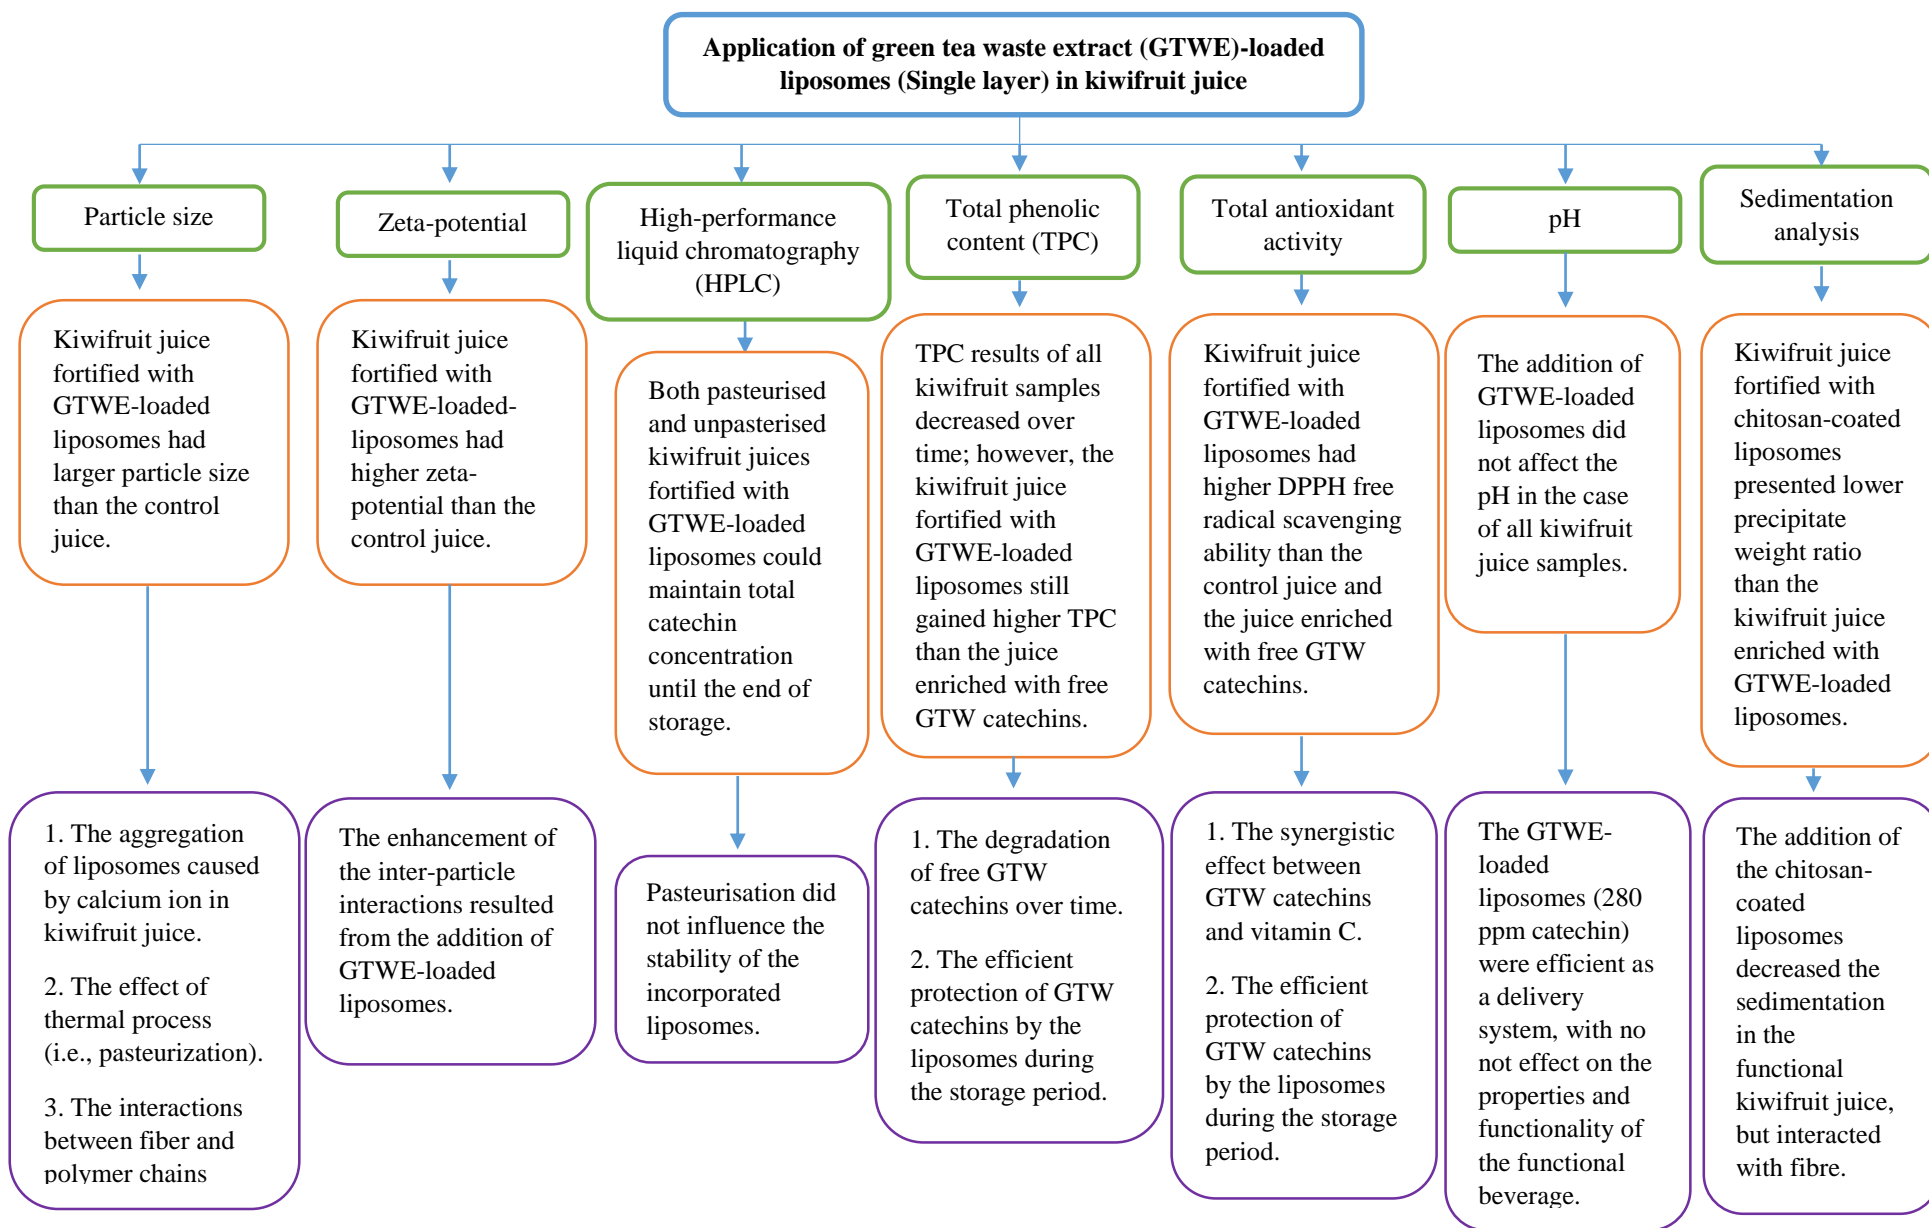 Application of green tea waste extract (GTWE)-loaded
liposomes (Single layer) in kiwifruit juice
Particle size
Zeta-potential
High-performance
liquid chromatography
(HPLC)
Total phenolic
content (TPC)
Total antioxidant
activity
pH
Sedimentation
analysis
Kiwifruit juice
fortified with
GTWE-loaded
liposomes had
larger particle size
than the control
juice.
Kiwifruit juice
fortified with
GTWE-loaded-
liposomes had
higher zeta-
potential than the
control juice.
Both pasteurised
and unpasterised
kiwifruit juices
fortified with
GTWE-loaded
liposomes could
maintain total
catechin
concentration
until the end of
storage.
TPC results of all
kiwifruit samples
decreased over
time; however, the
kiwifruit juice
fortified with
GTWE-loaded
liposomes still
gained higher TPC
than the juice
enriched with free
GTW catechins.
Kiwifruit juice
fortified with
GTWE-loaded
liposomes had
higher DPPH free
radical scavenging
ability than the
control juice and
the juice enriched
with free GTW
catechins.
The addition of
GTWE-loaded
liposomes did
not affect the
pH in the case
of all kiwifruit
juice samples.
Kiwifruit juice
fortified with
chitosan-coated
liposomes
presented lower
precipitate
weight ratio
than the
kiwifruit juice
enriched with
GTWE-loaded
liposomes.
1. The aggregation
of liposomes caused
by calcium ion in
kiwifruit juice.
2. The effect of
thermal process
(i.e., pasteurization).
3. The interactions
between fiber and
polymer chains
The enhancement of
the inter-particle
interactions resulted
from the addition of
GTWE-loaded
liposomes.
Pasteurisation did
not influence the
stability of the
incorporated
liposomes.
1. The degradation
of free GTW
catechins over time.
2. The efficient
protection of GTW
catechins by the
liposomes during
the storage period.
1. The synergistic
effect between
GTW catechins
and vitamin C.
2. The efficient
protection of
GTW catechins
by the liposomes
during the storage
period.
The GTWE-
loaded
liposomes (280
ppm catechin)
were efficient as
a delivery
system, with no
not effect on the
properties and
functionality of
the functional
beverage.
The addition of
the chitosan-
coated
liposomes
decreased the
sedimentation
in the
functional
kiwifruit juice,
but interacted
with fibre.